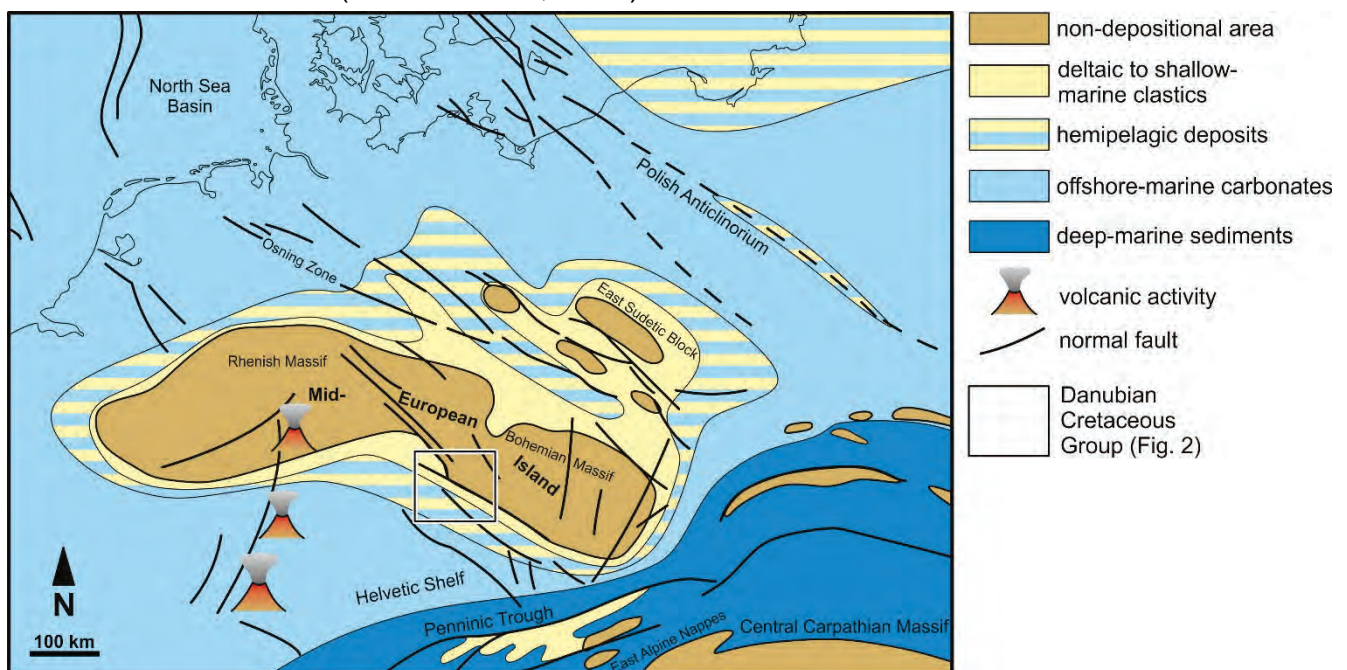 North Sea
Basin
Polish Anticlinorium
Osning Zone
East Sudetic Block
Rhenish Massif
Mid-
European
Bohemian Massif
Island
Helvetic Shelf
Penninic Trough
East Alpine Nappes
Central Carpathian Massif
N
100 km
non-depositional area
deltaic to shallow-
marine clastics
hemipelagic deposits
offshore-marine carbonates
deep-marine sediments
volcanic activity
normal fault
Danubian
Cretaceous
Group (Fig. 2)